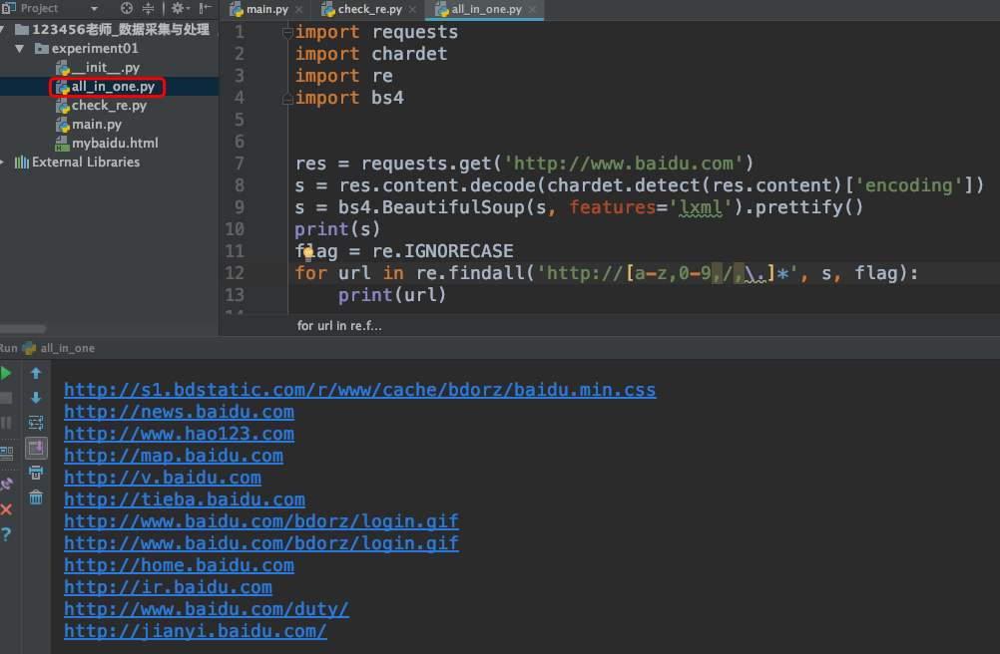 Project
main.py
check_re.py
all_in_one.py
123456老师_数据采集与处理
experiment01
__init__.py
all_in_one.py
check_re.py
main.py
mybaidu.html
External Libraries
1 import requests
2 import chardet
3 import re
4 import bs4
5
6
7 res = requests.get('http://www.baidu.com')
8 s = res.content.decode(chardet.detect(res.content)['encoding'])
9 s = bs4.BeautifulSoup(s, features='lxml').prettify()
10 print(s)
11 flag = re.IGNORECASE
12 for url in re.findall('http://[a-z,0-9,/,\.]*', s, flag):
13     print(url)
for url in re.f...
Run all_in_one
http://s1.bdstatic.com/r/www/cache/bdorz/baidu.min.css
http://news.baidu.com
http://www.hao123.com
http://map.baidu.com
http://v.baidu.com
http://tieba.baidu.com
http://www.baidu.com/bdorz/login.gif
http://www.baidu.com/bdorz/login.gif
http://home.baidu.com
http://ir.baidu.com
http://www.baidu.com/duty/
http://jianyi.baidu.com/